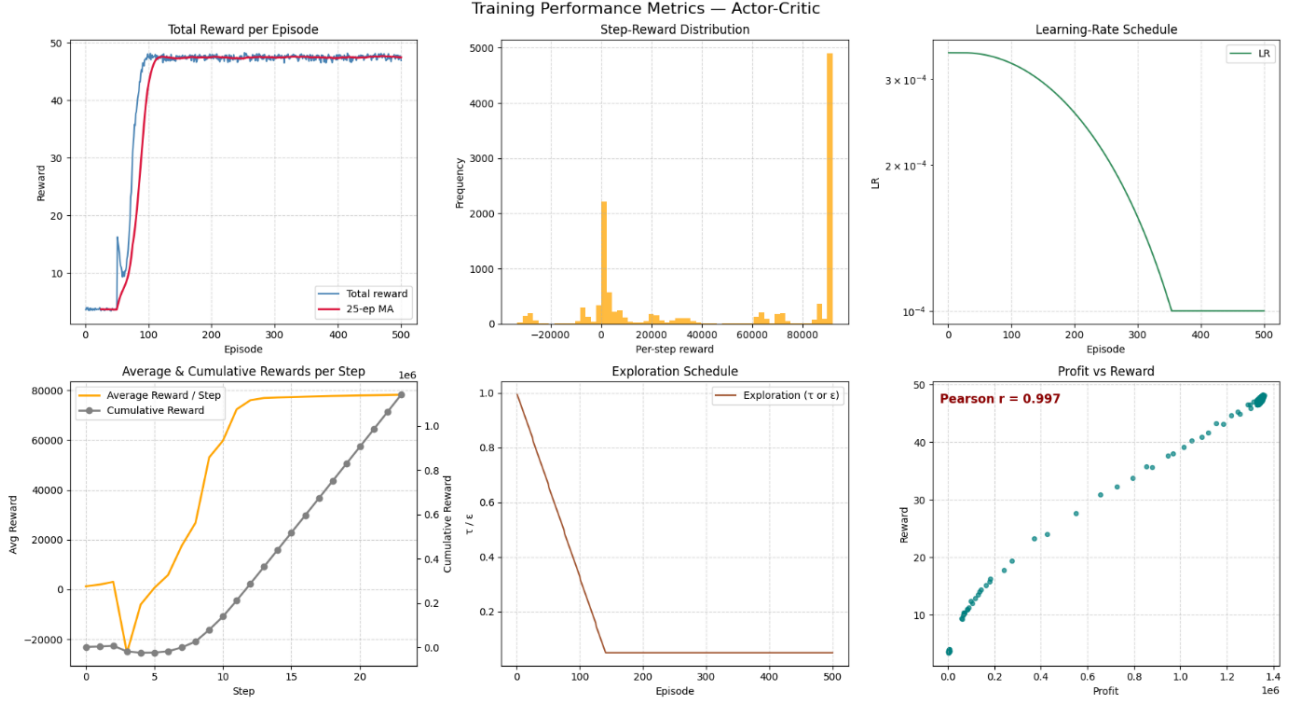 Training Performance Metrics — Actor-Critic
Total Reward per Episode
50
40
30
20
10
0 100 200 300 400 500
Reward
Episode
Total reward
25-ep MA
Step-Reward Distribution
5000
4000
3000
2000
1000
0
−20000 0 20000 40000 60000 80000
Frequency
Per-step reward
Learning-Rate Schedule
LR
3 × 10⁻⁴
2 × 10⁻⁴
10⁻⁴
0 100 200 300 400 500
LR
Episode
Average & Cumulative Rewards per Step
1e6
Average Reward / Step
Cumulative Reward
80000
60000
40000
20000
0
−20000
1.0
0.8
0.6
0.4
0.2
0.0
0 5 10 15 20
Avg Reward
Cumulative Reward
Step
Exploration Schedule
Exploration (τ or ε)
1.0
0.8
0.6
0.4
0.2
0 100 200 300 400 500
τ / ε
Episode
Profit vs Reward
Pearson r = 0.997
50
40
30
20
10
0.0 0.2 0.4 0.6 0.8 1.0 1.2 1.4
1e6
Reward
Profit